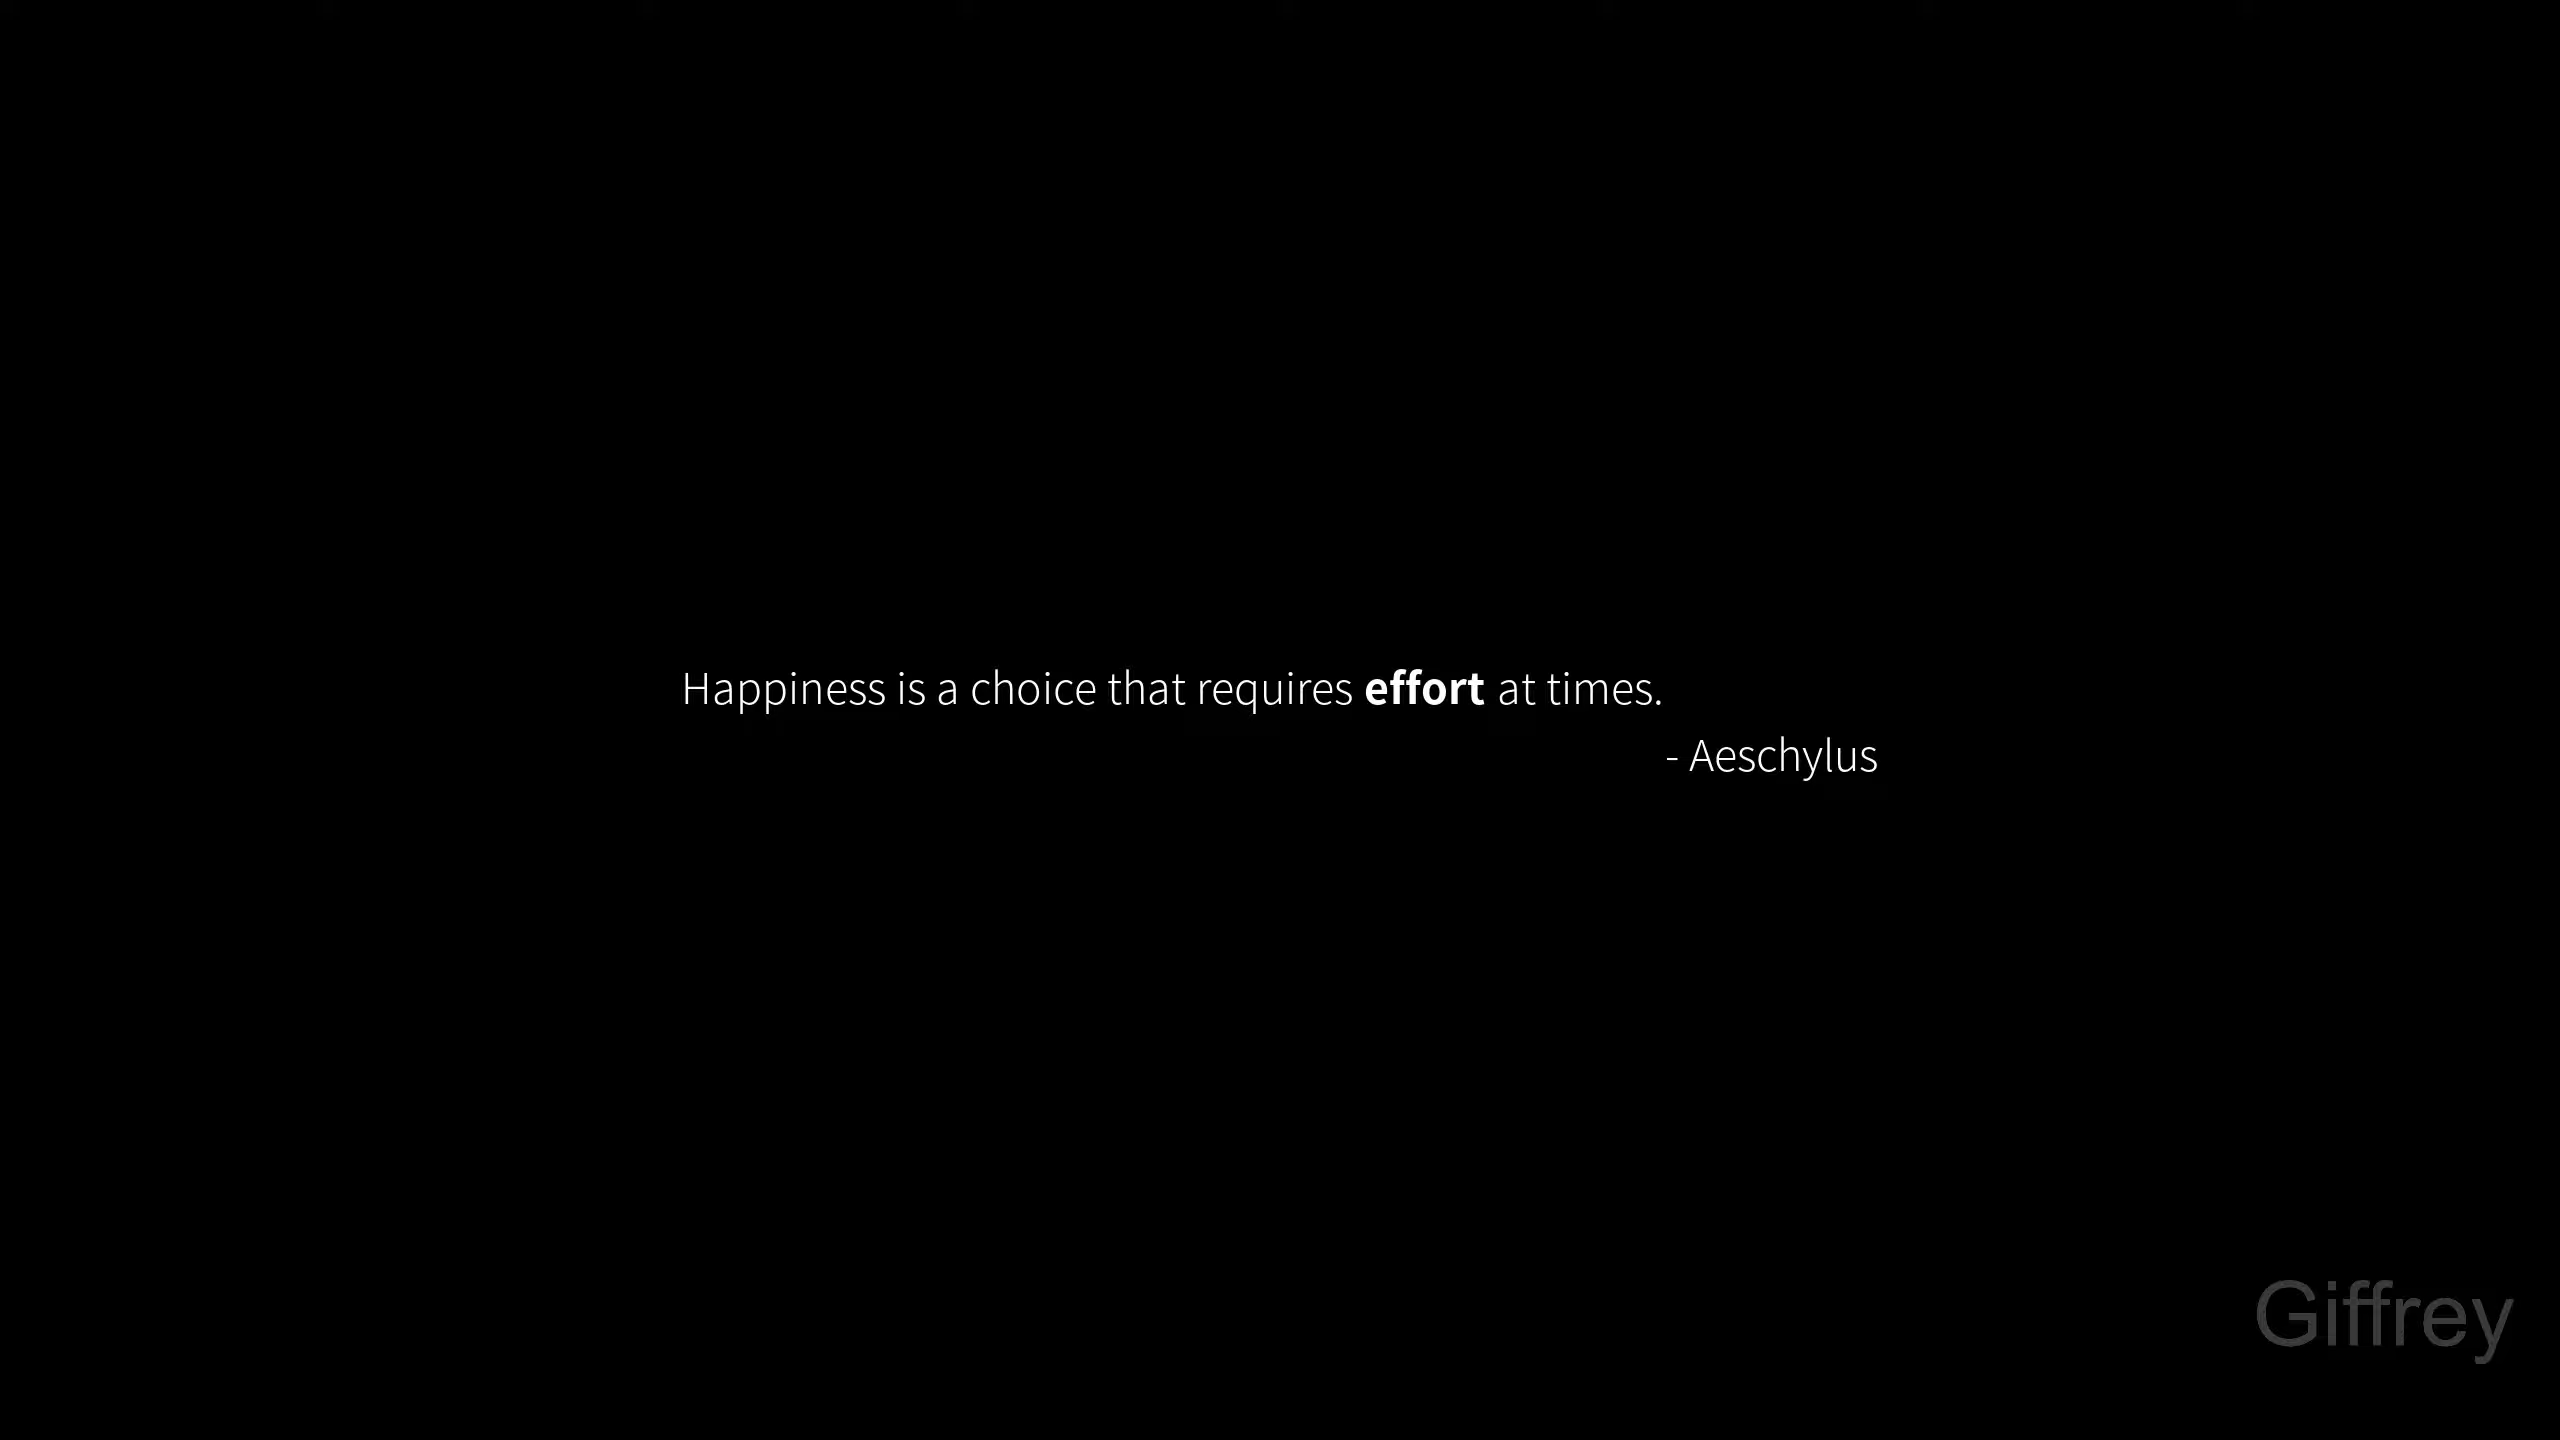 Happiness is a choice that requires effort at times.
- Aeschylus
Giffrey